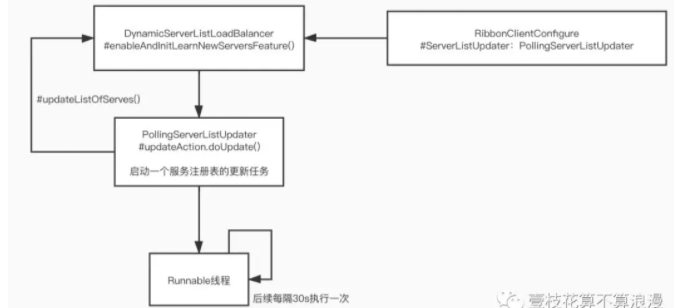 DynamicServerListLoadBalancer
#enableAndInitLearnNewServersFeature()
RibbonClientConfigure
#ServerListUpdater：PollingServerListUpdater
#updateListOfServes()
PollingServerListUpdater
#updateAction.doUpdate()
启动一个服务注册表的更新任务
Runnable线程
后续每隔30s执行一次
壹枝花算不算浪漫